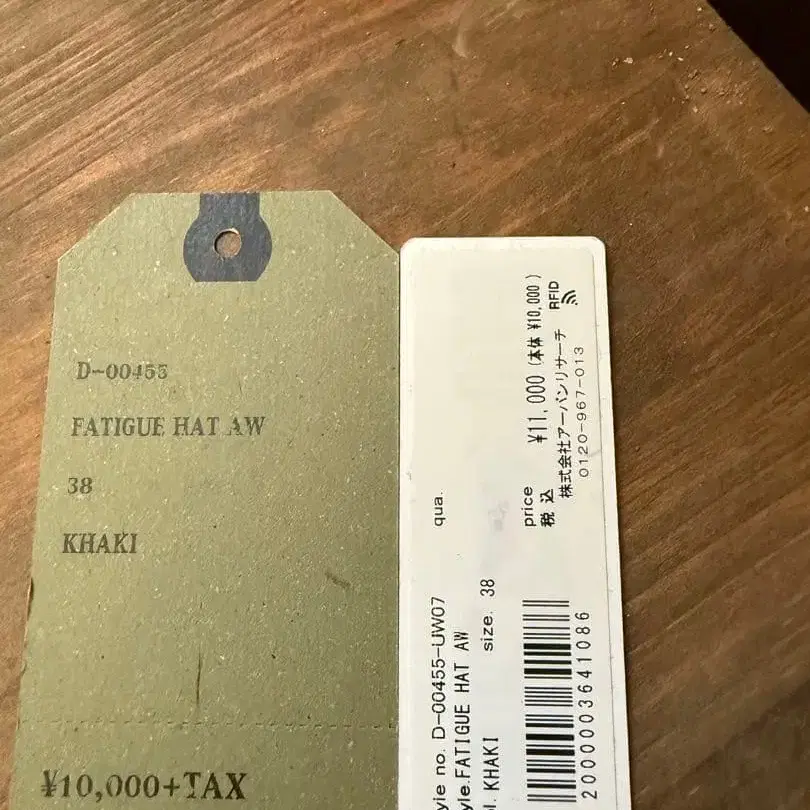 D-00455
FATIGUE HAT AW
38
KHAKI
¥10,000+TAX
yle no. D-00455-UW07
yle.FATIGUE HAT AW
KHAKI
size. 38
qua.
price
税込
¥11,000 (本体 ¥10,000 )
株式会社アーバンリサーチ
0120-967-013
RFID
2000003641086